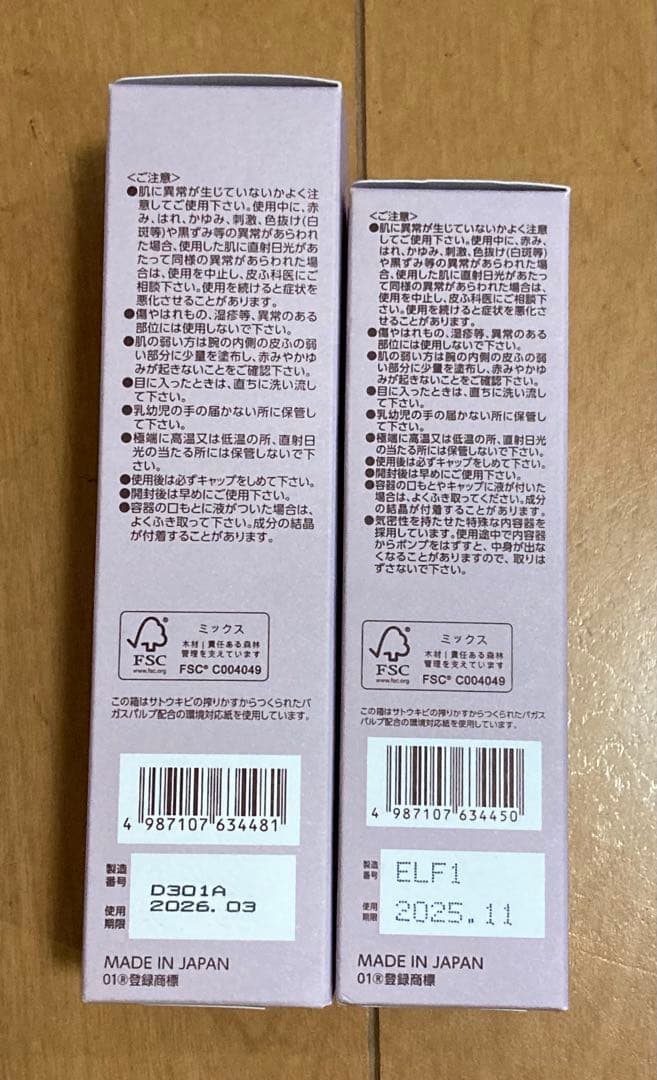 <ご注意>
●肌に異常が生じていないかよく注
意してご使用下さい。使用中に、赤
み、はれ、かゆみ、刺激、色抜け(白
斑等)や黒ずみ等の異常があらわれ
た場合、使用した肌に直射日光があ
たって同様の異常があらわれた場
合は、使用を中止し、皮ふ科医にご
相談下さい。使用を続けると症状を
悪化させることがあります。
●傷やはれもの、湿疹等、異常のある
部位には使用しないで下さい。
●肌の弱い方は腕の内側の皮ふの弱
い部分に少量を塗布し、赤みやかゆ
みが起きないことをご確認下さい。
●目に入ったときは、直ちに洗い流し
て下さい。
●乳幼児の手の届かない所に保管し
て下さい。
●極端に高温又は低温の所、直射日
光の当たる所には保管しないで下
さい。
●使用後は必ずキャップをしめて下さい。
●開封後は早めにご使用下さい。
●容器の口もとに液がついた場合は、
よくふき取って下さい。成分の結晶
が付着することがあります。
FSC
www.fsc.org
ミックス
木材|責任ある森林
管理を支えています
FSC® C004049
この箱はサトウキビの搾りかすからつくられたバ
ガスパルプ配合の環境対応紙を使用しています。
4 987107 634481
製造
番号
D301A
使用
期限
2026.03
MADE IN JAPAN
01®登録商標
<ご注意>
●肌に異常が生じていないかよく注意
してご使用下さい。使用中に、赤み、
はれ、かゆみ、刺激、色抜け(白斑等)
や黒ずみ等の異常があらわれた場
合、使用した肌に直射日光があたっ
て同様の異常があらわれた場合は、
使用を中止し、皮ふ科医にご相談下
さい。使用を続けると症状を悪化さ
せることがあります。
●傷やはれもの、湿疹等、異常のある
部位には使用しないで下さい。
●肌の弱い方は腕の内側の皮ふの弱
い部分に少量を塗布し、赤みやかゆ
みが起きないことをご確認下さい。
●目に入ったときは、直ちに洗い流し
て下さい。
●乳幼児の手の届かない所に保管し
て下さい。
●極端に高温又は低温の所、直射日光
の当たる所には保管しないで下さい。
●使用後は必ずキャップをしめて下さい。
●開封後は早めにご使用下さい。
●容器の口もとやキャップに液が付いた
場合は、よくふき取ってください。成分
の結晶が付着することがあります。
●気密性を持たせた特殊な内容器を
採用しています。使用途中で内容器
からポンプをはずすと、中身が出な
くなることがありますので、取りは
ずさないで下さい。
FSC
www.fsc.org
ミックス
木材|責任ある森林
管理を支えています
FSC® C004049
この箱はサトウキビの搾りかすからつくられたバガス
パルプ配合の環境対応紙を使用しています。
4 987107 634450
製造
番号
ELF1
使用
期限
2025.11
MADE IN JAPAN
01®登録商標